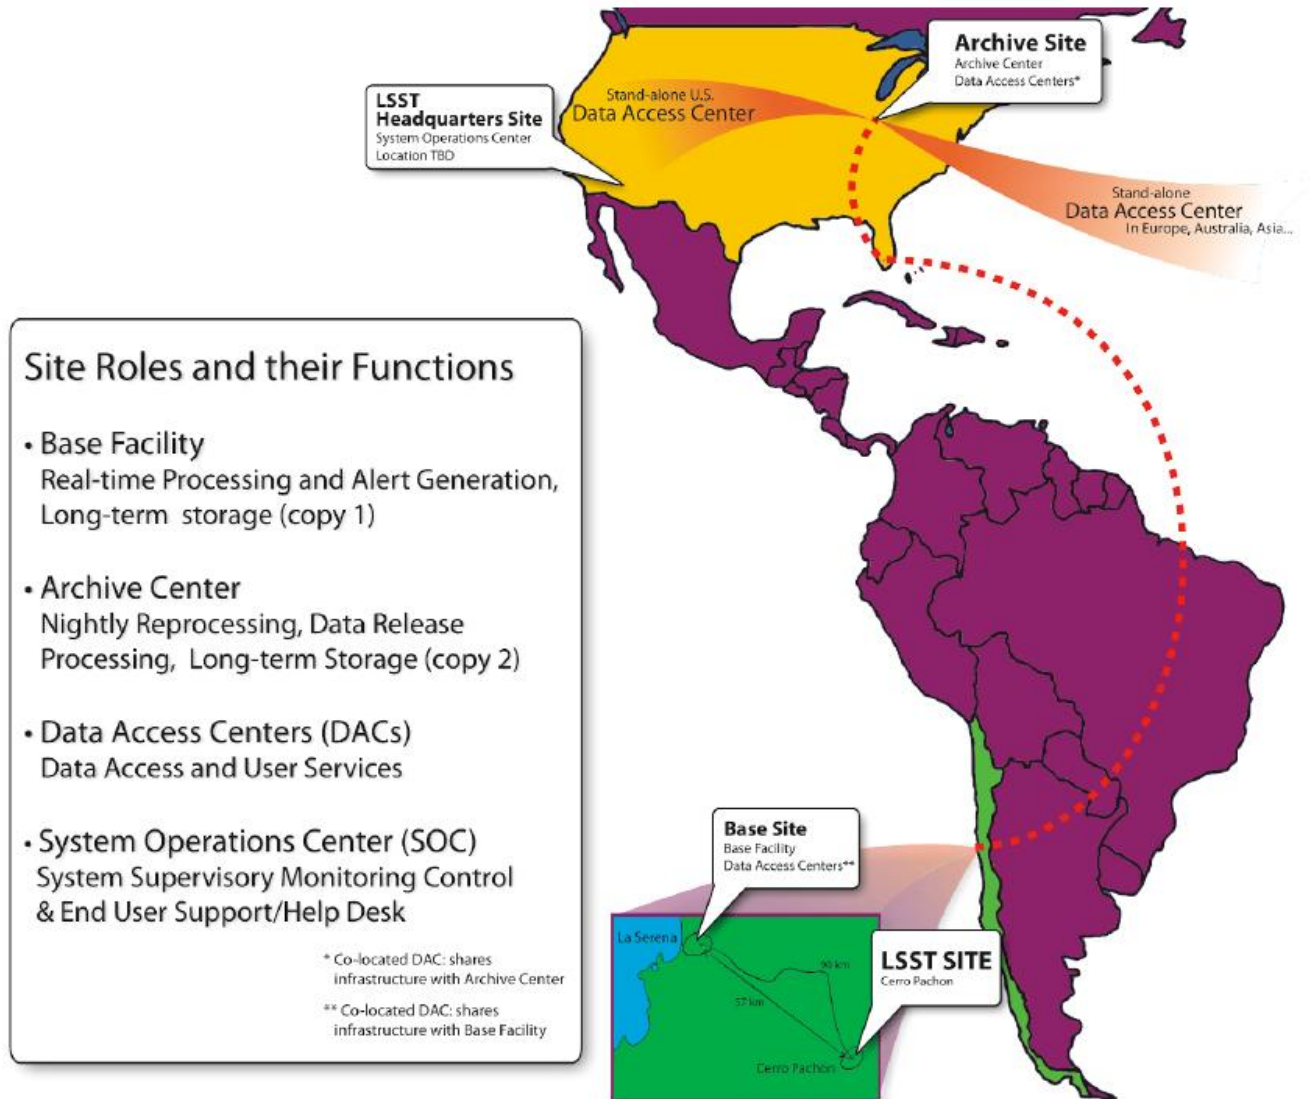 Archive Site
Archive Center
Data Access Centers*
LSST
Headquarters Site
System Operations Center
Location TBD
Stand-alone U.S.
Data Access Center
Stand-alone
Data Access Center
In Europe, Australia, Asia...
Site Roles and their Functions
• Base Facility
Real-time Processing and Alert Generation,
Long-term storage (copy 1)
• Archive Center
Nightly Reprocessing, Data Release
Processing, Long-term Storage (copy 2)
• Data Access Centers (DACs)
Data Access and User Services
• System Operations Center (SOC)
System Supervisory Monitoring Control
& End User Support/Help Desk
* Co-located DAC: shares
infrastructure with Archive Center
** Co-located DAC: shares
infrastructure with Base Facility
Base Site
Base Facility
Data Access Centers**
La Serena
90 km
57 km
LSST SITE
Cerro Pachon
Cerro Pachon